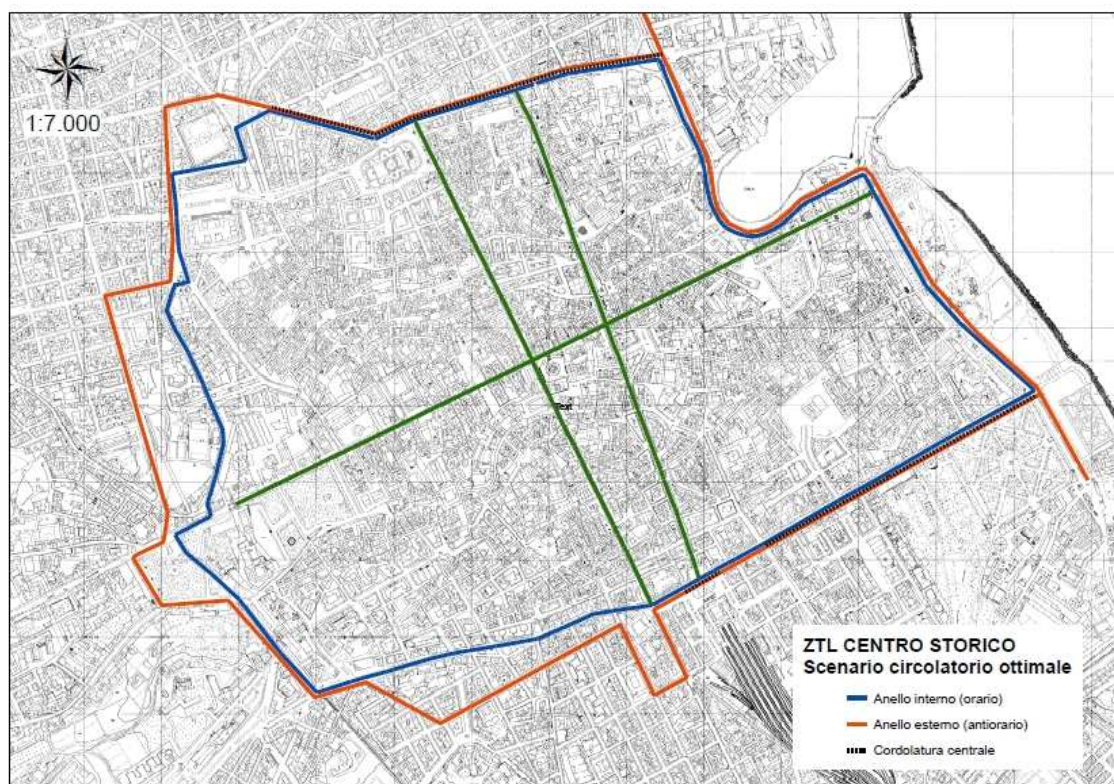 1:7.000
Text
ZTL CENTRO STORICO
Scenario circolatorio ottimale
Anello interno (orario)
Anello esterno (antiorario)
Cordolatura centrale